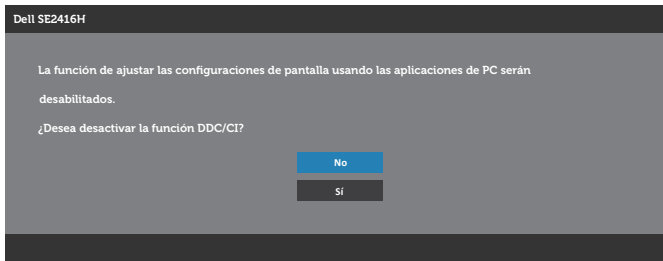 Dell SE2416H
La función de ajustar las configuraciones de pantalla usando las aplicaciones de PC serán
desabilitados.
¿Desea desactivar la función DDC/CI?
No
Sí